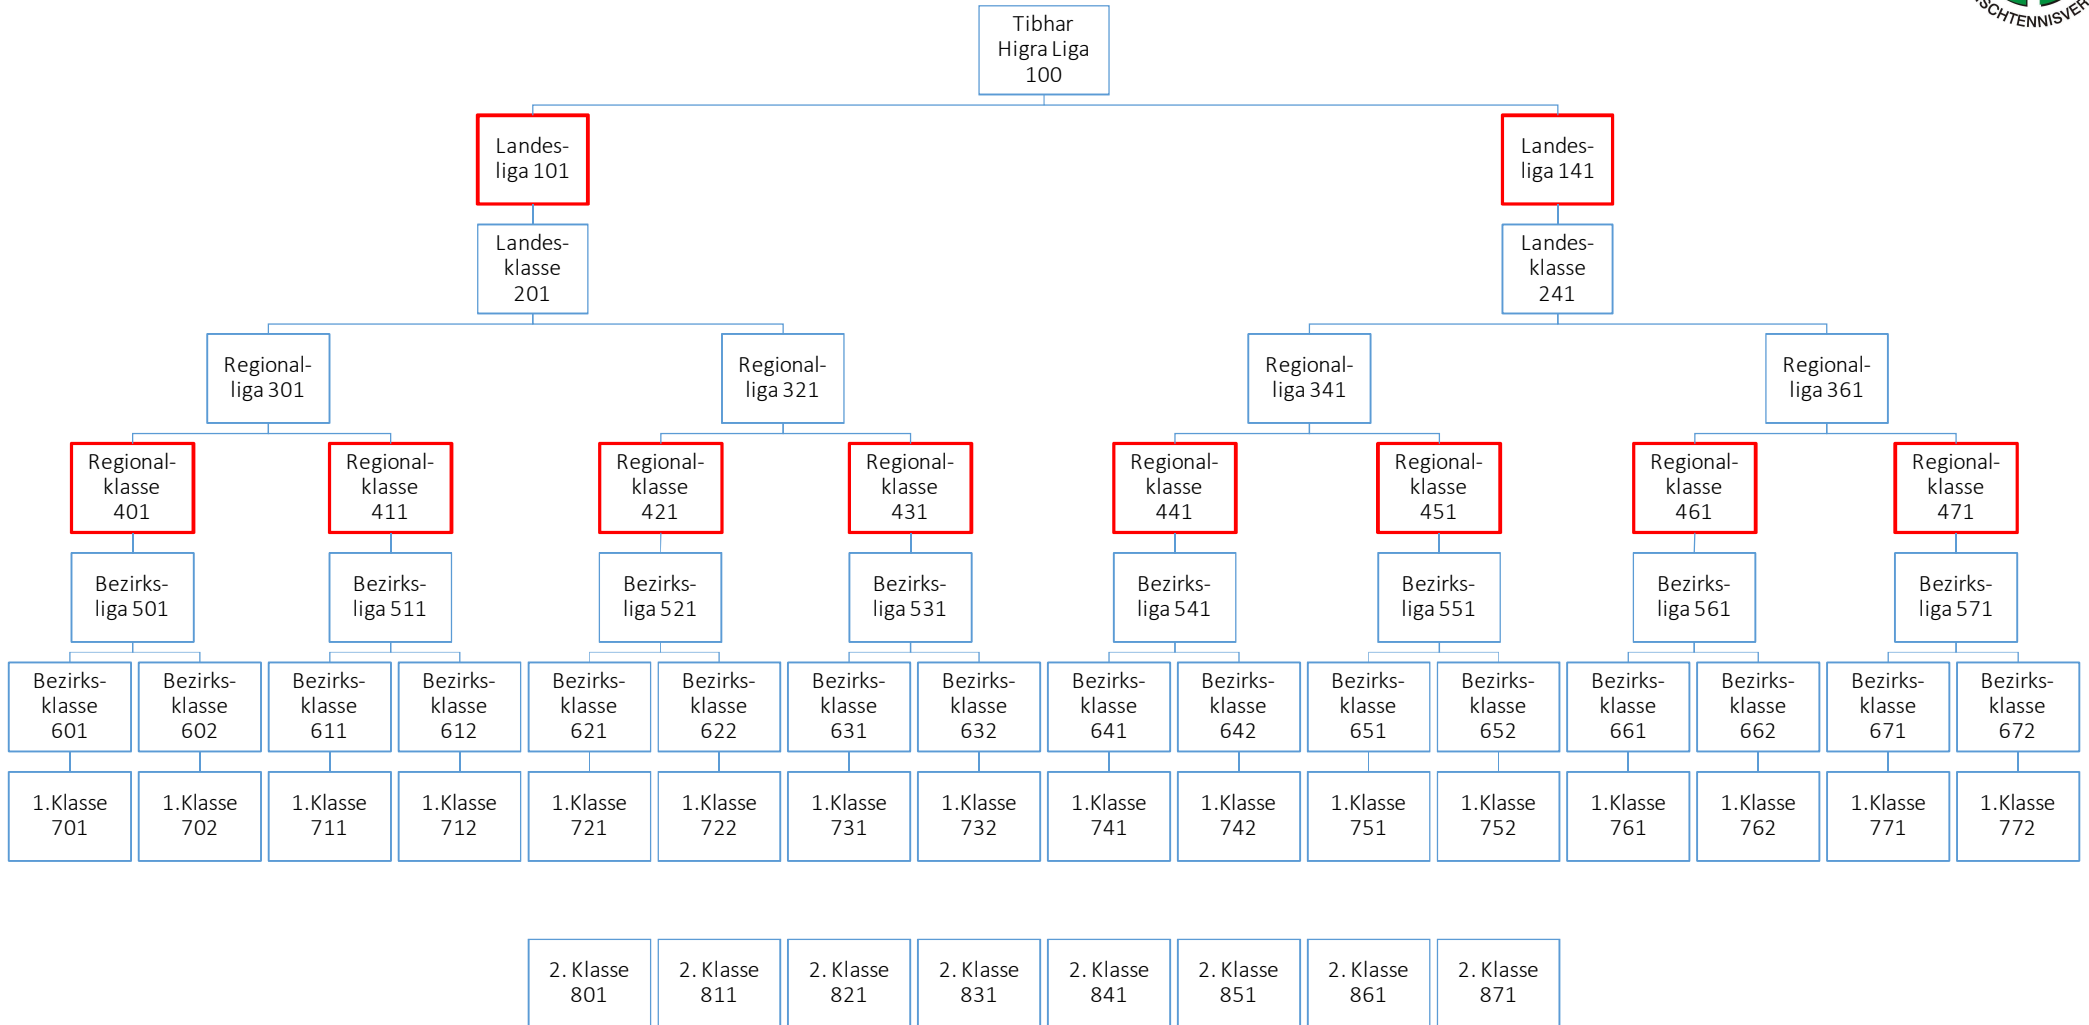 SCHTENNISVER
Tibhar
Higra Liga
100
Landes-
liga 101
Landes-
liga 141
Landes-
klasse
201
Landes-
klasse
241
Regional-
liga 301
Regional-
liga 321
Regional-
liga 341
Regional-
liga 361
Regional-
klasse
401
Regional-
klasse
411
Regional-
klasse
421
Regional-
klasse
431
Regional-
klasse
441
Regional-
klasse
451
Regional-
klasse
461
Regional-
klasse
471
Bezirks-
liga 501
Bezirks-
liga 511
Bezirks-
liga 521
Bezirks-
liga 531
Bezirks-
liga 541
Bezirks-
liga 551
Bezirks-
liga 561
Bezirks-
liga 571
Bezirks-
klasse
601
Bezirks-
klasse
602
Bezirks-
klasse
611
Bezirks-
klasse
612
Bezirks-
klasse
621
Bezirks-
klasse
622
Bezirks-
klasse
631
Bezirks-
klasse
632
Bezirks-
klasse
641
Bezirks-
klasse
642
Bezirks-
klasse
651
Bezirks-
klasse
652
Bezirks-
klasse
661
Bezirks-
klasse
662
Bezirks-
klasse
671
Bezirks-
klasse
672
1.Klasse
701
1.Klasse
702
1.Klasse
711
1.Klasse
712
1.Klasse
721
1.Klasse
722
1.Klasse
731
1.Klasse
732
1.Klasse
741
1.Klasse
742
1.Klasse
751
1.Klasse
752
1.Klasse
761
1.Klasse
762
1.Klasse
771
1.Klasse
772
2. Klasse
801
2. Klasse
811
2. Klasse
821
2. Klasse
831
2. Klasse
841
2. Klasse
851
2. Klasse
861
2. Klasse
871